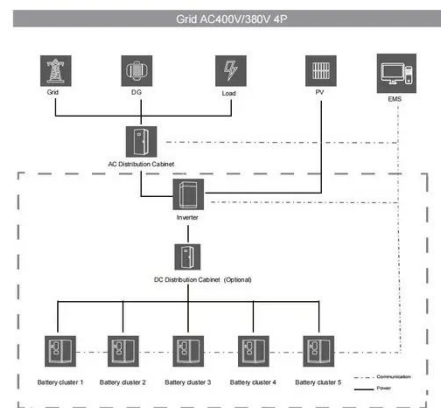 Grid AC400V/380V 4P
Grid
DG
Load
PV
EMS
AC Distribution Cabinet
Inverter
DC Distribution Cabinet (Optional)
Battery cluster 1
Battery cluster 2
Battery cluster 3
Battery cluster 4
Battery cluster 5
Communication
Power